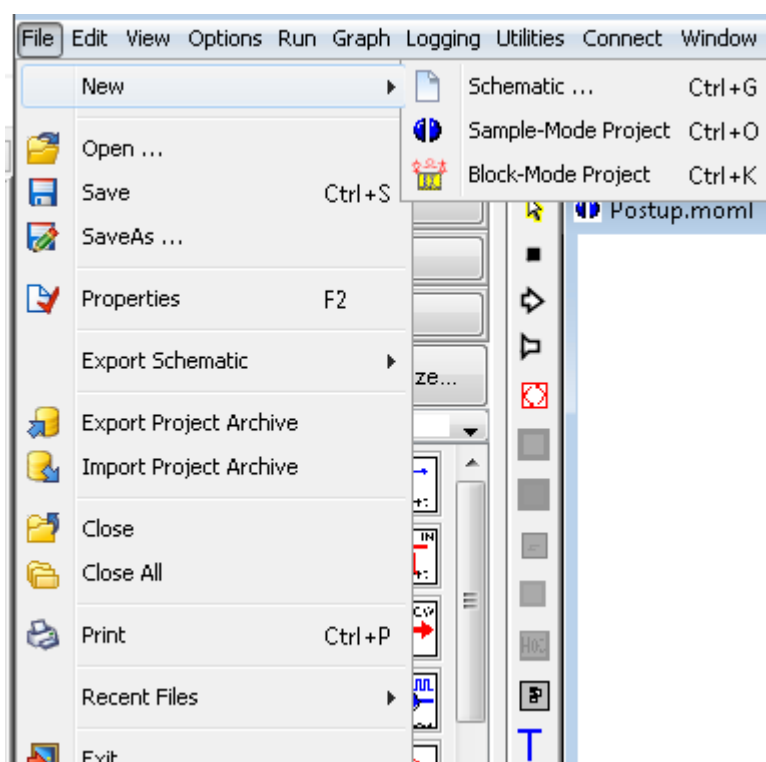 File Edit View Options Run Graph Logging Utilities Connect Window
New
Schematic ... Ctrl+G
Sample-Mode Project Ctrl+O
Block-Mode Project Ctrl+K
Postup.moml
Open ...
Save Ctrl+S
SaveAs ...
Properties F2
Export Schematic
ze...
Export Project Archive
Import Project Archive
IN
Close
Close All
CW
Print Ctrl+P
Recent Files
Exit